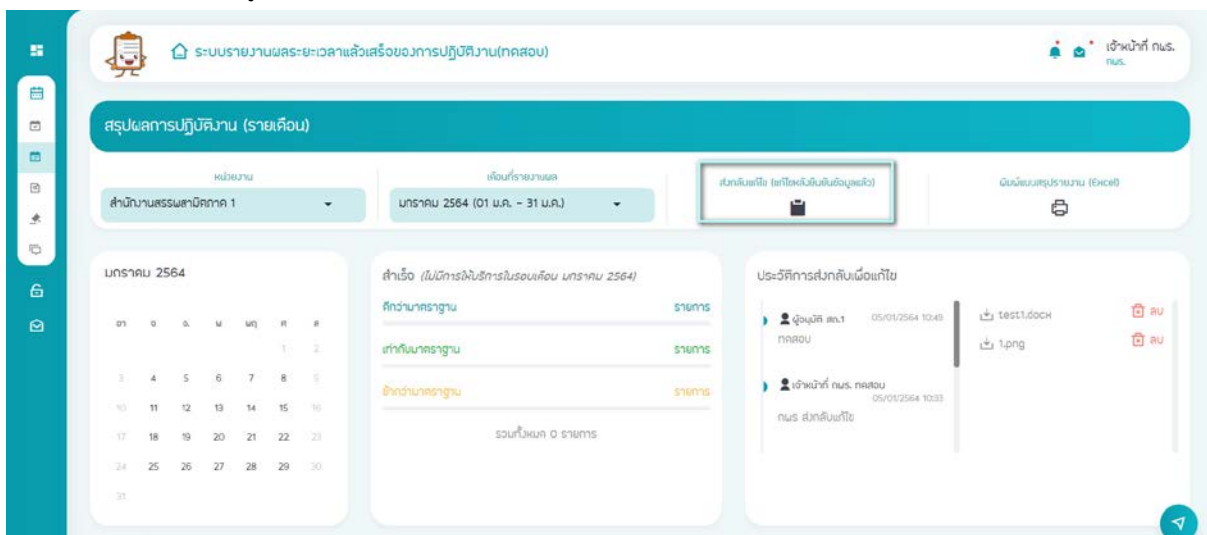 ระบบรายงานผลระยะเวลาแล้วเสร็จของการปฏิบัติงาน(ทดสอบ)
เจ้าหน้าที่ กพร.
กพร.
สรุปผลการปฏิบัติงาน (รายเดือน)
หน่วยงาน
สำนักงานสรรพสามิตภาค 1
เดือนที่รายงานผล
มกราคม 2564 (01 ม.ค. - 31 ม.ค.)
ส่งกลับแก้ไข (แก้ไขหลังยืนยันข้อมูลแล้ว)
พิมพ์แบบสรุปรายงาน (Excel)
มกราคม 2564
อา จ อ. พ พฤ ศ ส
1 2
3 4 5 6 7 8 9
10 11 12 13 14 15 16
17 18 19 20 21 22 23
24 25 26 27 28 29 30
31
สำเร็จ (ไม่มีการให้บริการในรอบเดือน มกราคม 2564)
ดีกว่ามาตราฐาน รายการ
เท่ากับมาตราฐาน รายการ
ช้ากว่ามาตราฐาน รายการ
รวมทั้งหมด 0 รายการ
ประวัติการส่งกลับเพื่อแก้ไข
ผู้อนุมัติ สภ.1 05/01/2564 10:49
ทดสอบ
เจ้าหน้าที่ กพร. ทดสอบ
05/01/2564 10:33
กพร ส่งกลับแก้ไข
test1.docx ลบ
1.png ลบ